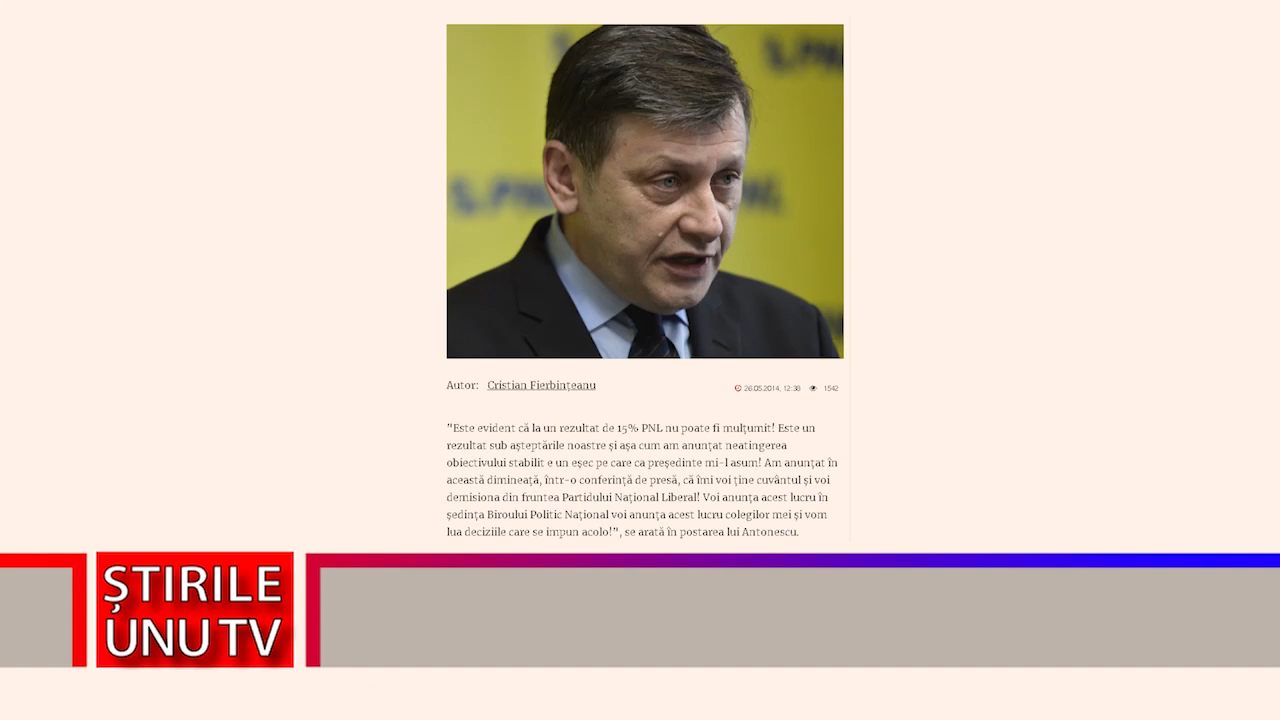 Autor: Cristian Fierbințeanu
26.05.2014, 12:38 1542
"Este evident că la un rezultat de 15% PNL nu poate fi mulțumit! Este un
rezultat sub așteptările noastre și așa cum am anunțat neatingerea
obiectivului stabilit e un eșec pe care ca președinte mi-l asum! Am anunțat în
această dimineață, într-o conferință de presă, că îmi voi ține cuvântul și voi
demisiona din fruntea Partidului Național Liberal! Voi anunța acest lucru în
ședința Biroului Politic Național voi anunța acest lucru colegilor mei și vom
lua deciziile care se impun acolo!", se arată în postarea lui Antonescu.
ȘTIRILE
UNU TV